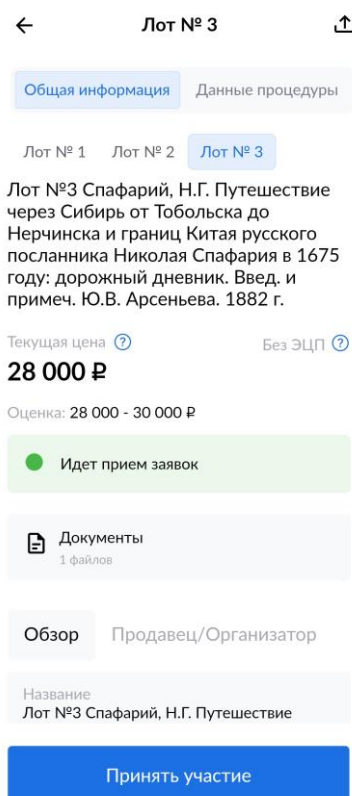 Лот № 3
Общая информация
Данные процедуры
Лот № 1
Лот № 2
Лот № 3
Лот №3 Спафарий, Н.Г. Путешествие
через Сибирь от Тобольска до
Нерчинска и границ Китая русского
посланника Николая Спафария в 1675
году: дорожный дневник. Введ. и
примеч. Ю.В. Арсеньева. 1882 г.
Текущая цена ?
Без ЭЦП ?
28 000 ₽
Оценка: 28 000 - 30 000 ₽
Идет прием заявок
Документы
1 файлов
Обзор
Продавец/Организатор
Название
Лот №3 Спафарий, Н.Г. Путешествие
Принять участие